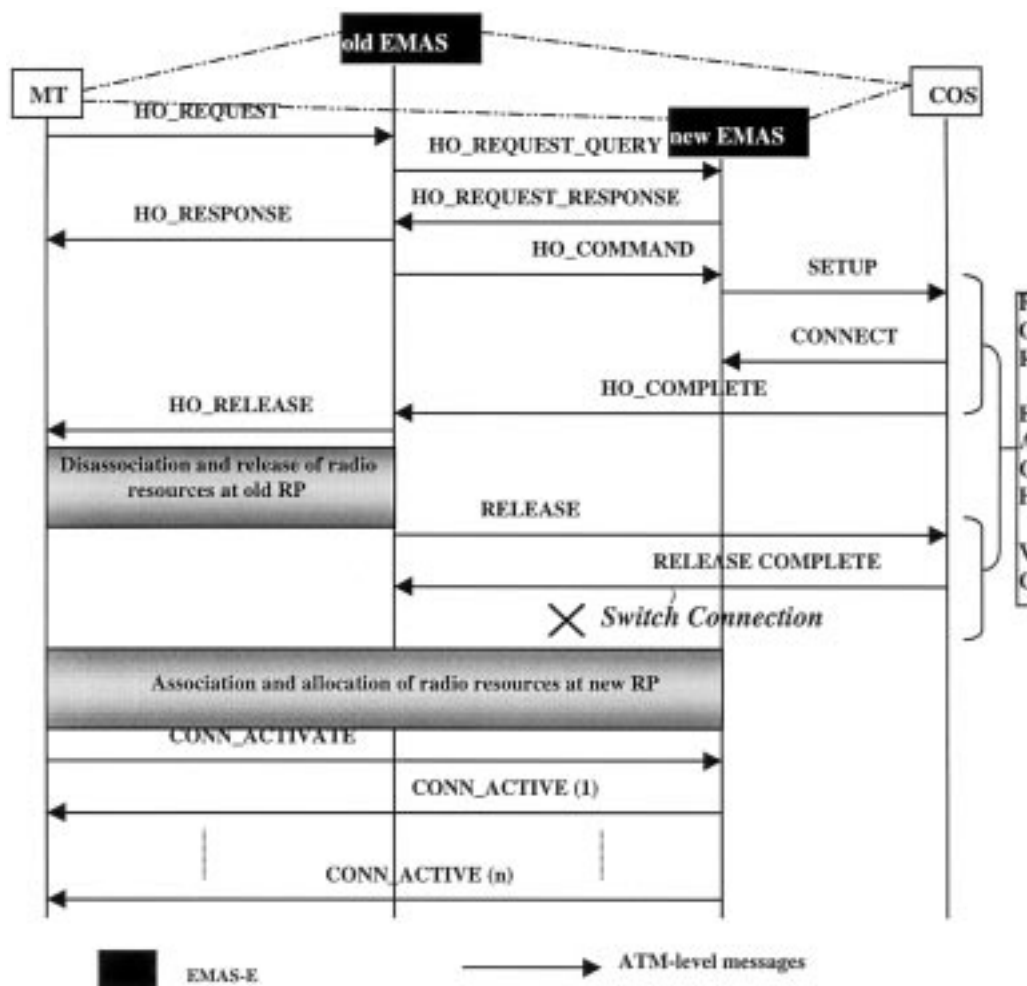 old EMAS
MT
COS
new EMAS
HO_REQUEST
HO_REQUEST_QUERY
HO_REQUEST_RESPONSE
HO_RESPONSE
HO_COMMAND
SETUP
CONNECT
HO_COMPLETE
HO_RELEASE
Disassociation and release of radio
resources at old RP
RELEASE
RELEASE COMPLETE
Switch Connection
Association and allocation of radio resources at new RP
CONN_ACTIVATE
CONN_ACTIVE (1)
CONN_ACTIVE (n)
EMAS-E
ATM-level messages